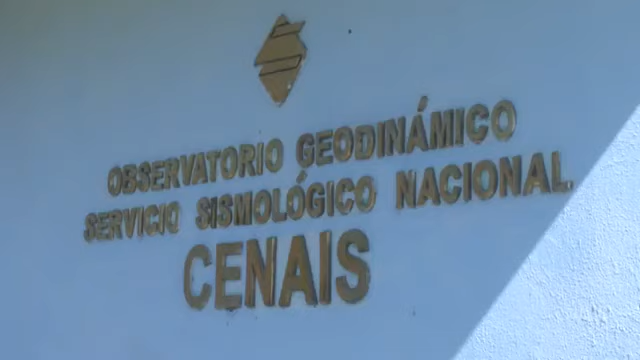 OBSERVATORIO GEODINÁMICO
SERVICIO SISMOLÓGICO NACIONAL
CENAIS